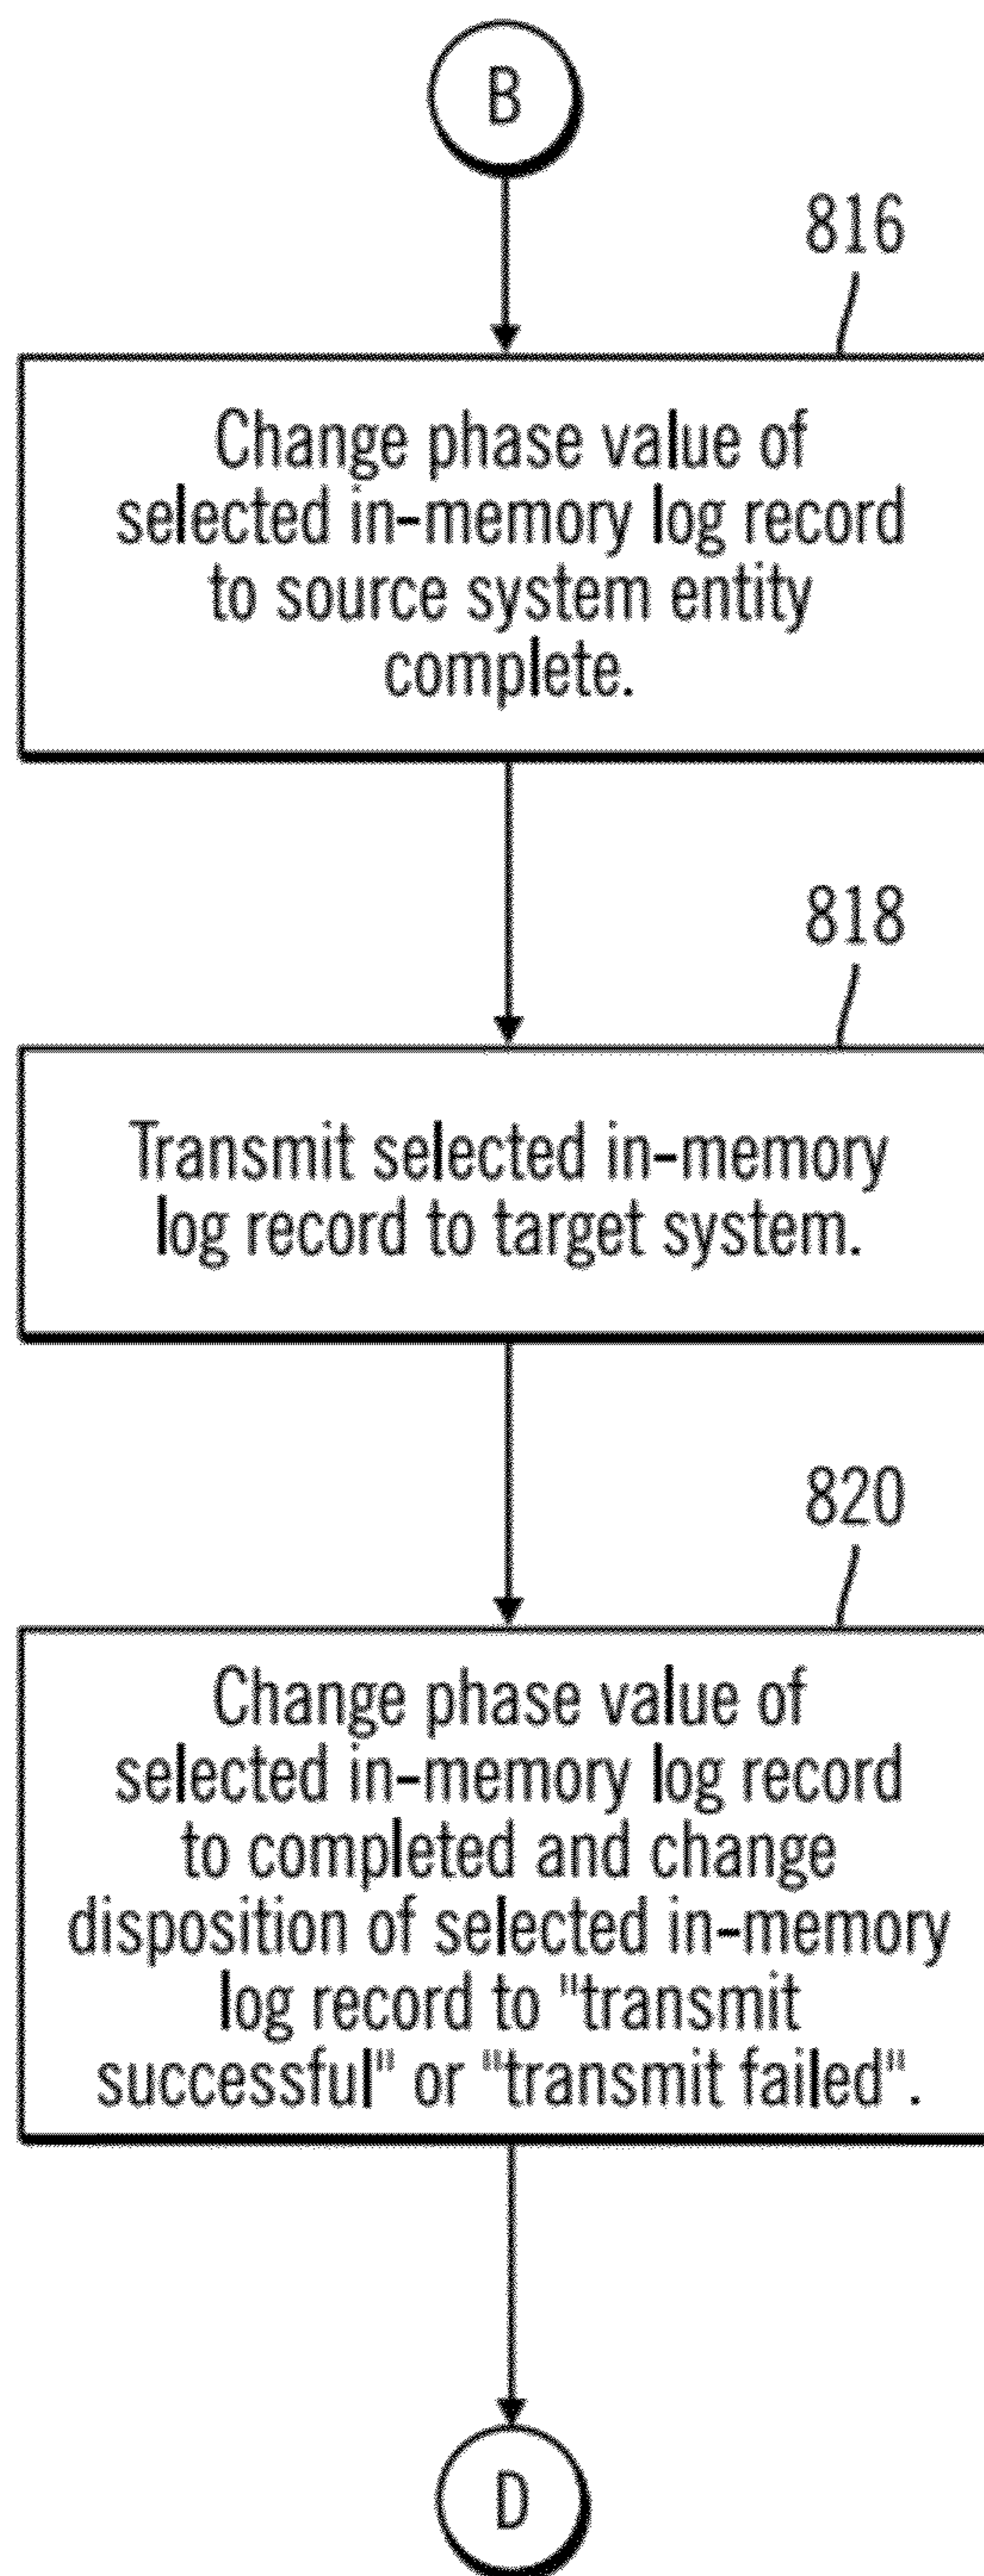 B
816
Change phase value of
selected in-memory log record
to source system entity
complete.
818
Transmit selected in-memory
log record to target system.
820
Change phase value of
selected in-memory log record
to completed and change
disposition of selected in-memory
log record to "transmit
successful" or "transmit failed".
D